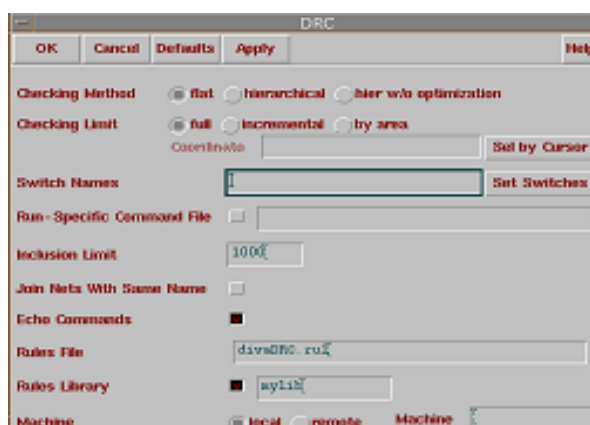 DRC
OK Cancel Defaults Apply Help
Checking Method flat hierarchical hier w/o optimization
Checking Limit full incremental by area
Coordinate Sel by Cursor
Switch Names Set Switches
Run-Specific Command File
Inclusion Limit 1000
Join Nets With Same Name
Echo Commands
Rules File divaDRC.rul
Rules Library mylib
Machine local remote Machine